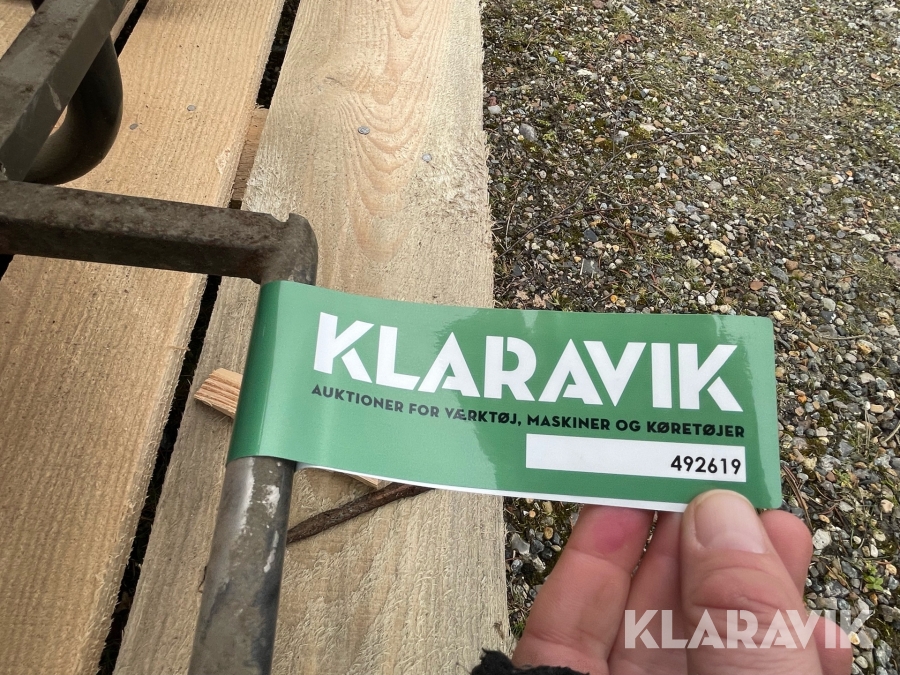 KLARAVIK
AUKTIONER FOR VÆRKTØJ, MASKINER OG KØRETØJER
492619
KLARAVIK